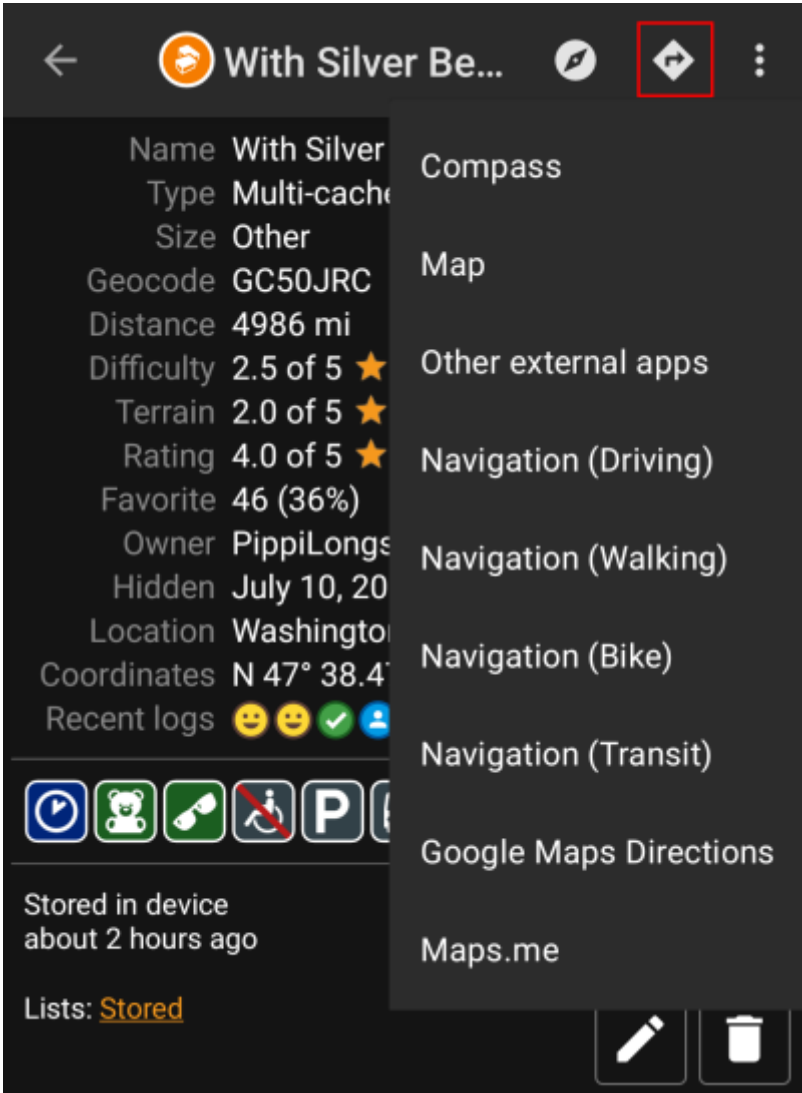 With Silver Be...
Name With Silver
Type Multi-cache
Size Other
Geocode GC50JRC
Distance 4986 mi
Difficulty 2.5 of 5
Terrain 2.0 of 5
Rating 4.0 of 5
Favorite 46 (36%)
Owner PippiLongs
Hidden July 10, 20
Location Washington
Coordinates N 47° 38.4
Recent logs
P
Stored in device
about 2 hours ago
Lists: Stored
Compass
Map
Other external apps
Navigation (Driving)
Navigation (Walking)
Navigation (Bike)
Navigation (Transit)
Google Maps Directions
Maps.me